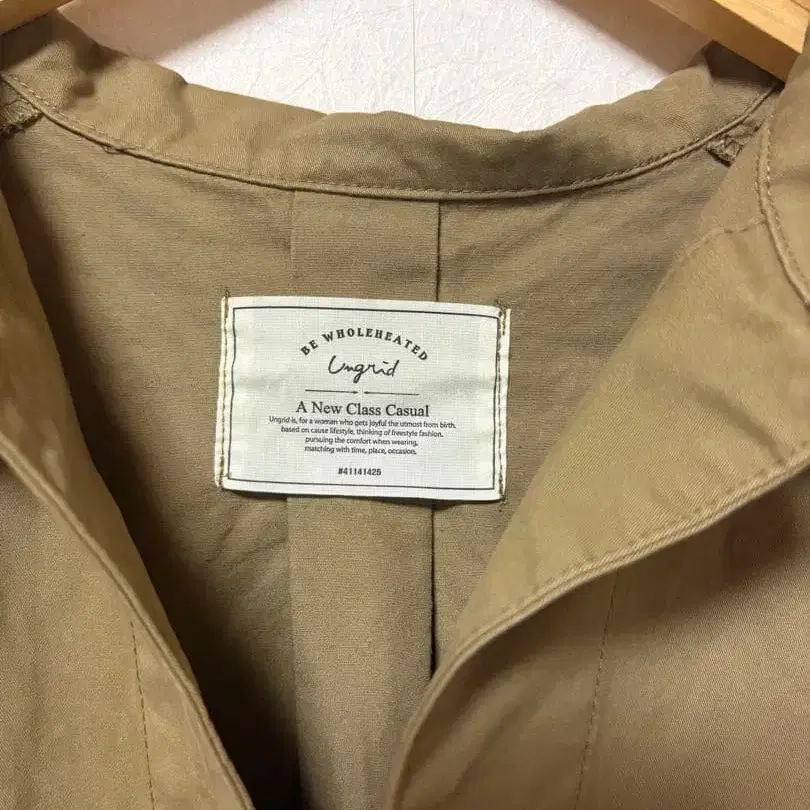 BE WHOLEHEATED
Ungrid
A New Class Casual
Ungrid is, for a woman who gets joyful the utmost from birth.
based on cause lifestyle, thinking of freestyle fashion.
pursuing the comfort when wearing,
matching with time, place, occasion.
#41141425